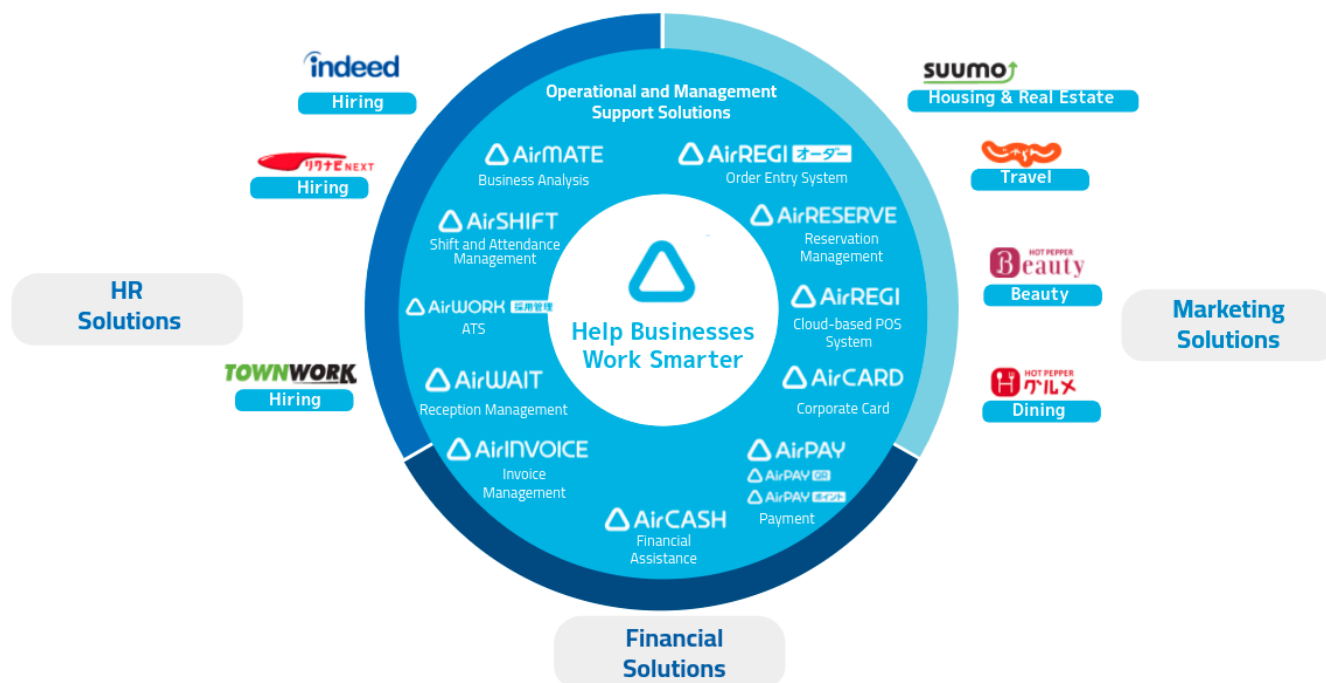 indeed
Hiring
リクナビNEXT
Hiring
HR
Solutions
TOWNWORK
Hiring
Operational and Management
Support Solutions
AirMATE
Business Analysis
AirREGI オーダー
Order Entry System
AirSHIFT
Shift and Attendance
Management
AirRESERVE
Reservation
Management
AirWORK 採用管理
ATS
AirREGI
Cloud-based POS
System
Help Businesses
Work Smarter
AirWAIT
Reception Management
AirCARD
Corporate Card
AirINVOICE
Invoice
Management
AirPAY
AirPAY QR
AirPAY ポイント
Payment
AirCASH
Financial
Assistance
SUUMO
Housing & Real Estate
Travel
HOT PEPPER
Beauty
Beauty
Marketing
Solutions
HOT PEPPER
グルメ
Dining
Financial
Solutions